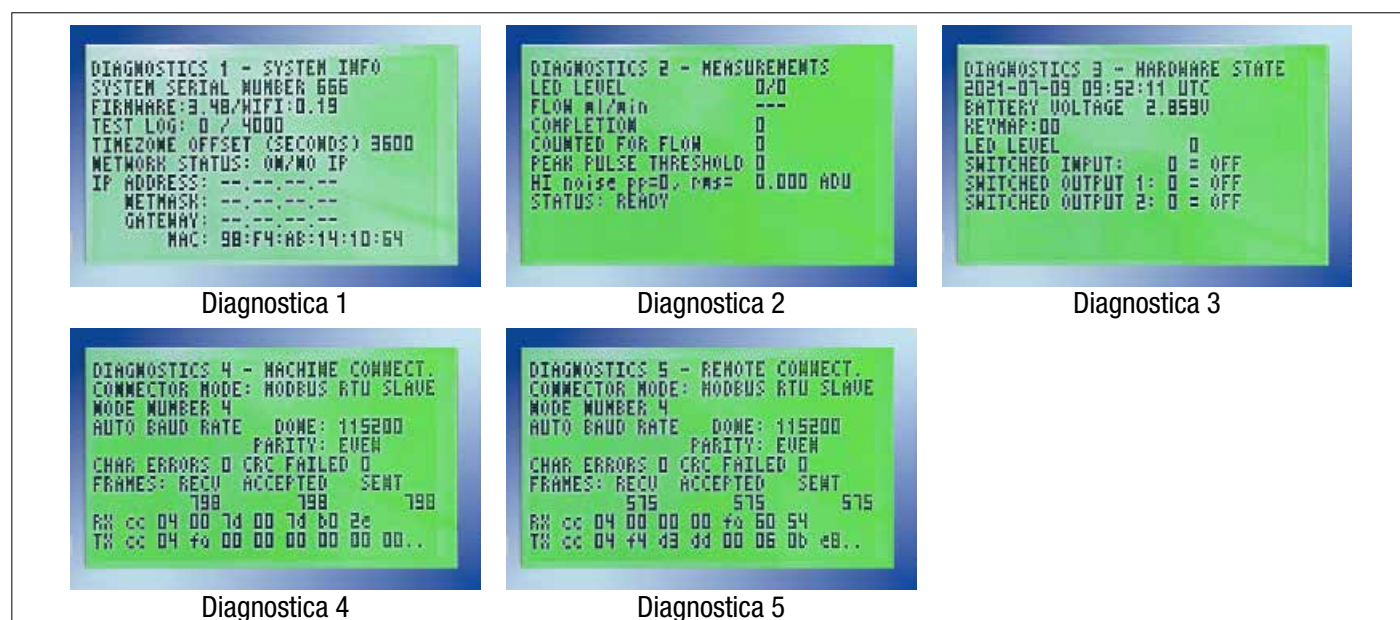 DIAGNOSTICS 1 - SYSTEM INFO
SYSTEM SERIAL NUMBER 666
FIRMWARE:3.48/WIFI:0.19
TEST LOG: 0 / 4000
TIMEZONE OFFSET (SECONDS) 3600
NETWORK STATUS: ON/NO IP
IP ADDRESS: --.--.--.--
NETMASK: --.--.--.--
GATEWAY: --.--.--.--
MAC: 98:F4:AB:14:10:64
Diagnostica 1
DIAGNOSTICS 2 - MEASUREMENTS
LED LEVEL 0/0
FLOW ml/min ---
COMPLETION 0
COUNTED FOR FLOW 0
PEAK PULSE THRESHOLD 0
HI noise pp=0, rms= 0.000 ADU
STATUS: READY
Diagnostica 2
DIAGNOSTICS 3 - HARDWARE STATE
2021-07-09 09:52:11 UTC
BATTERY VOLTAGE 2.859V
KEYMAP:00
LED LEVEL 0
SWITCHED INPUT: 0 = OFF
SWITCHED OUTPUT 1: 0 = OFF
SWITCHED OUTPUT 2: 0 = OFF
Diagnostica 3
DIAGNOSTICS 4 - MACHINE CONNECT.
CONNECTOR MODE: MODBUS RTU SLAVE
NODE NUMBER 4
AUTO BAUD RATE DONE: 115200
PARITY: EVEN
CHAR ERRORS 0 CRC FAILED 0
FRAMES: RECV ACCEPTED SENT
798 798 798
RX cc 04 00 7d 00 7d b0 2e
TX cc 04 fa 00 00 00 00 00 00..
Diagnostica 4
DIAGNOSTICS 5 - REMOTE CONNECT.
CONNECTOR MODE: MODBUS RTU SLAVE
NODE NUMBER 4
AUTO BAUD RATE DONE: 115200
PARITY: EVEN
CHAR ERRORS 0 CRC FAILED 0
FRAMES: RECV ACCEPTED SENT
575 575 575
RX cc 04 00 00 00 fa 60 54
TX cc 04 f4 d3 dd 00 06 0b e8..
Diagnostica 5